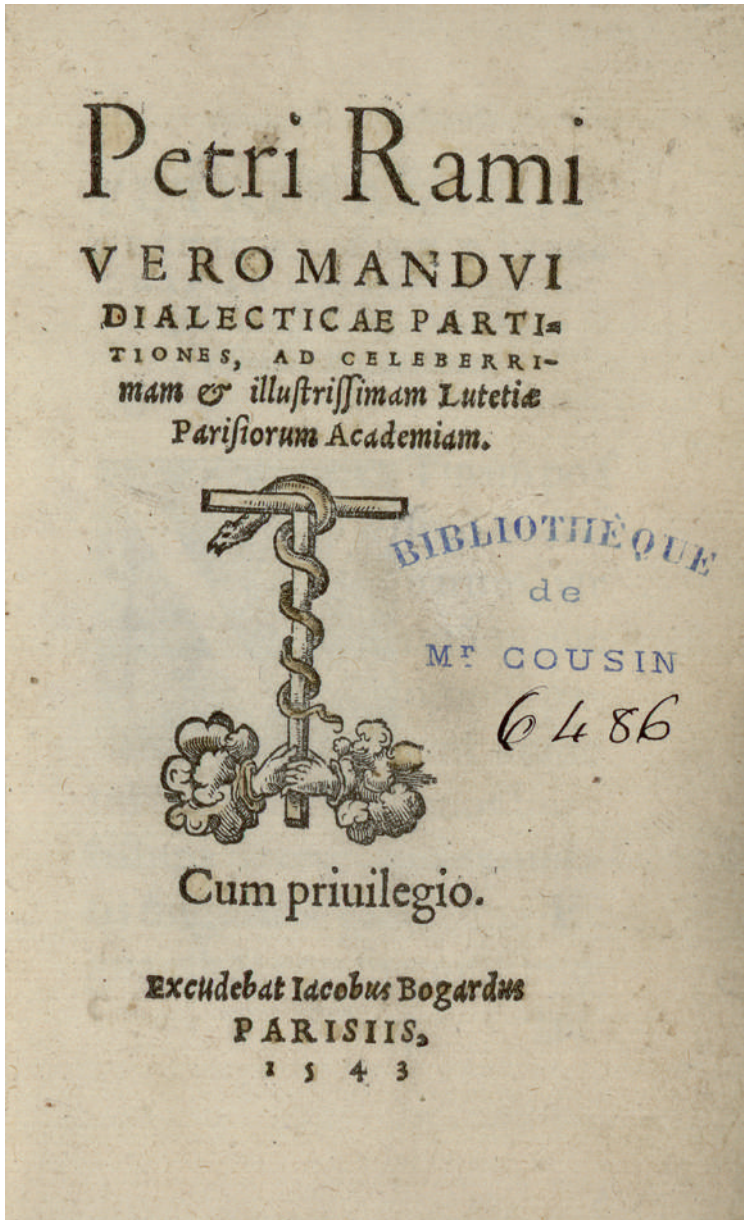 Petri Rami
VEROMANDVI
DIALECTICAE PARTI-
TIONES, AD CELEBERRI-
mam & illuſtriſſimam Lutetiæ
Pariſiorum Academiam.
BIBLIOTHÈQUE
de
Mr COUSIN
6486
Cum priuilegio.
Excudebat Iacobus Bogardus
PARISIIS,
1543